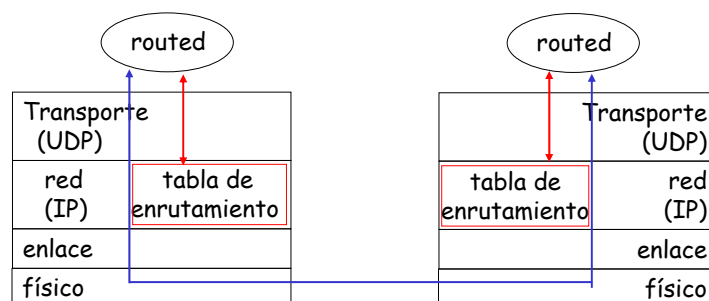 routed
routed
Transporte
(UDP)
Transporte
(UDP)
red
(IP)
tabla de
enrutamiento
tabla de
enrutamiento
red
(IP)
enlace
enlace
físico
físico